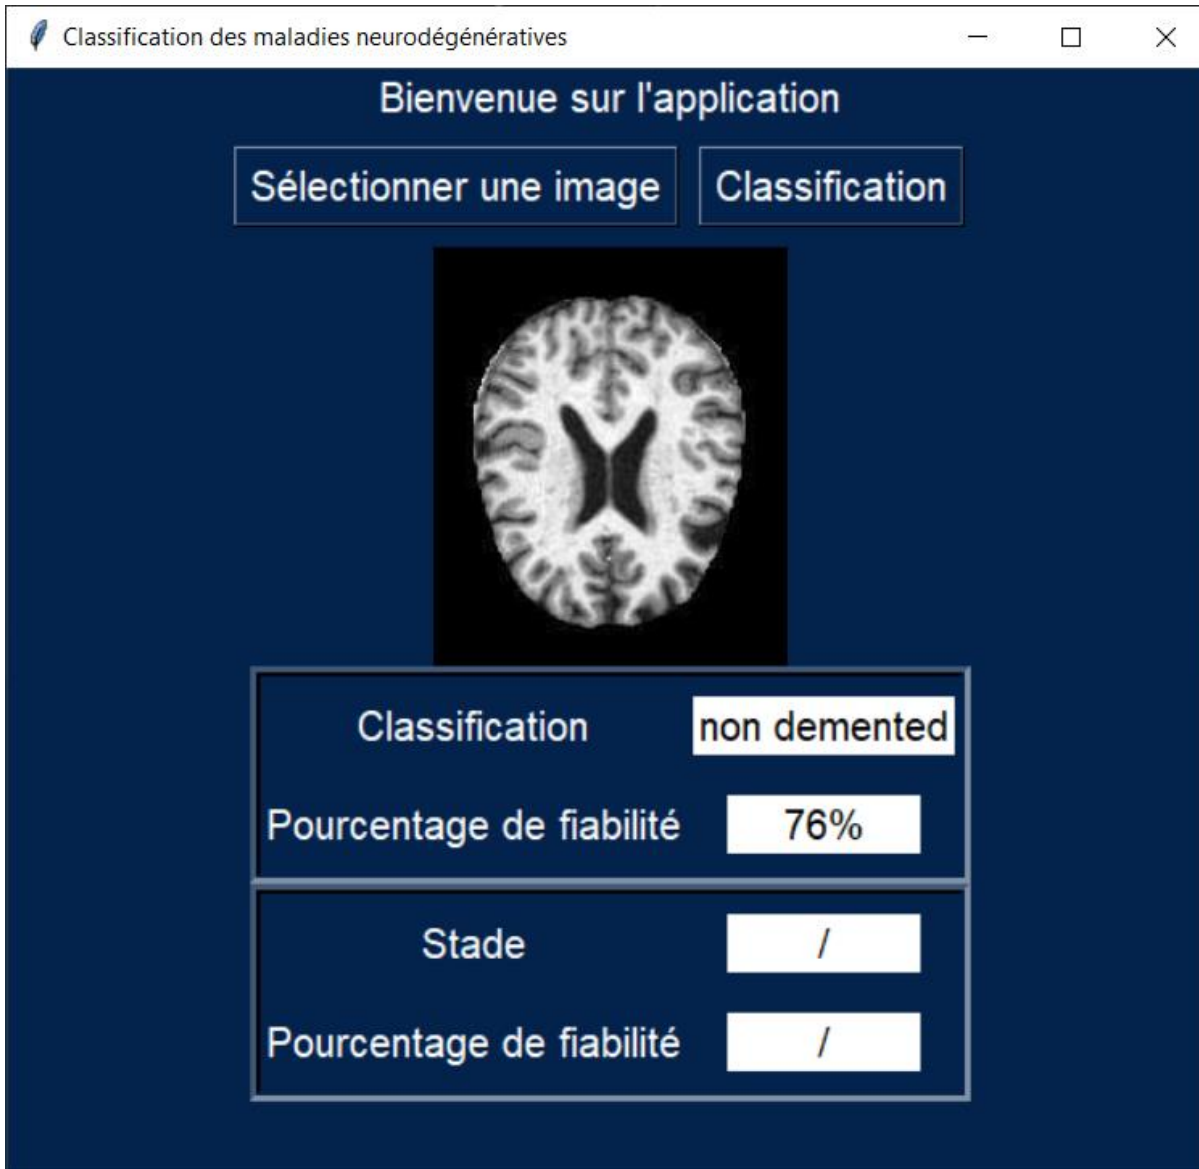 Classification des maladies neurodégénératives
Bienvenue sur l'application
Sélectionner une image Classification
Classification non demented
Pourcentage de fiabilité 76%
Stade /
Pourcentage de fiabilité /